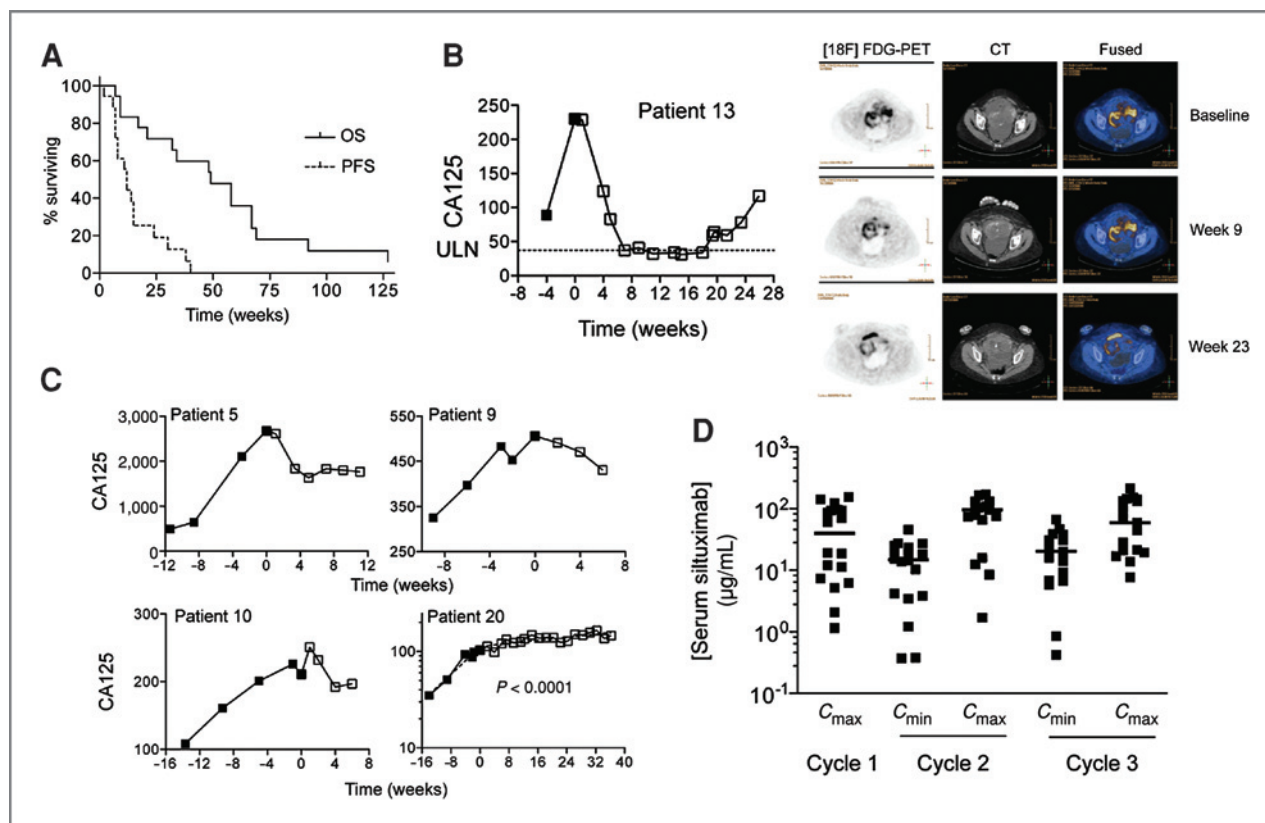 A
% surviving
100
80
60
40
20
0
OS
PFS
0 25 50 75 100 125
Time (weeks)
B
Patient 13
CA125
250
200
150
100
50
0
ULN
-8 -4 0 4 8 12 16 20 24 28
Time (weeks)
[18F] FDG-PET CT Fused
Baseline
Week 9
Week 23
C
Patient 5
CA125
3,000
2,000
1,000
0
-12 -8 -4 0 4 8 12
Time (weeks)
Patient 9
550
450
350
250
-12 -8 -4 0 4 8
Patient 10
CA125
300
200
100
-16 -12 -8 -4 0 4 8
Time (weeks)
Patient 20
100
10
P < 0.0001
-16 -8 0 8 16 24 32 40
D
[Serum siltuximab]
(µg/mL)
10³
10²
10¹
10⁰
10⁻¹
Cmax Cmin Cmax Cmin Cmax
Cycle 1 Cycle 2 Cycle 3